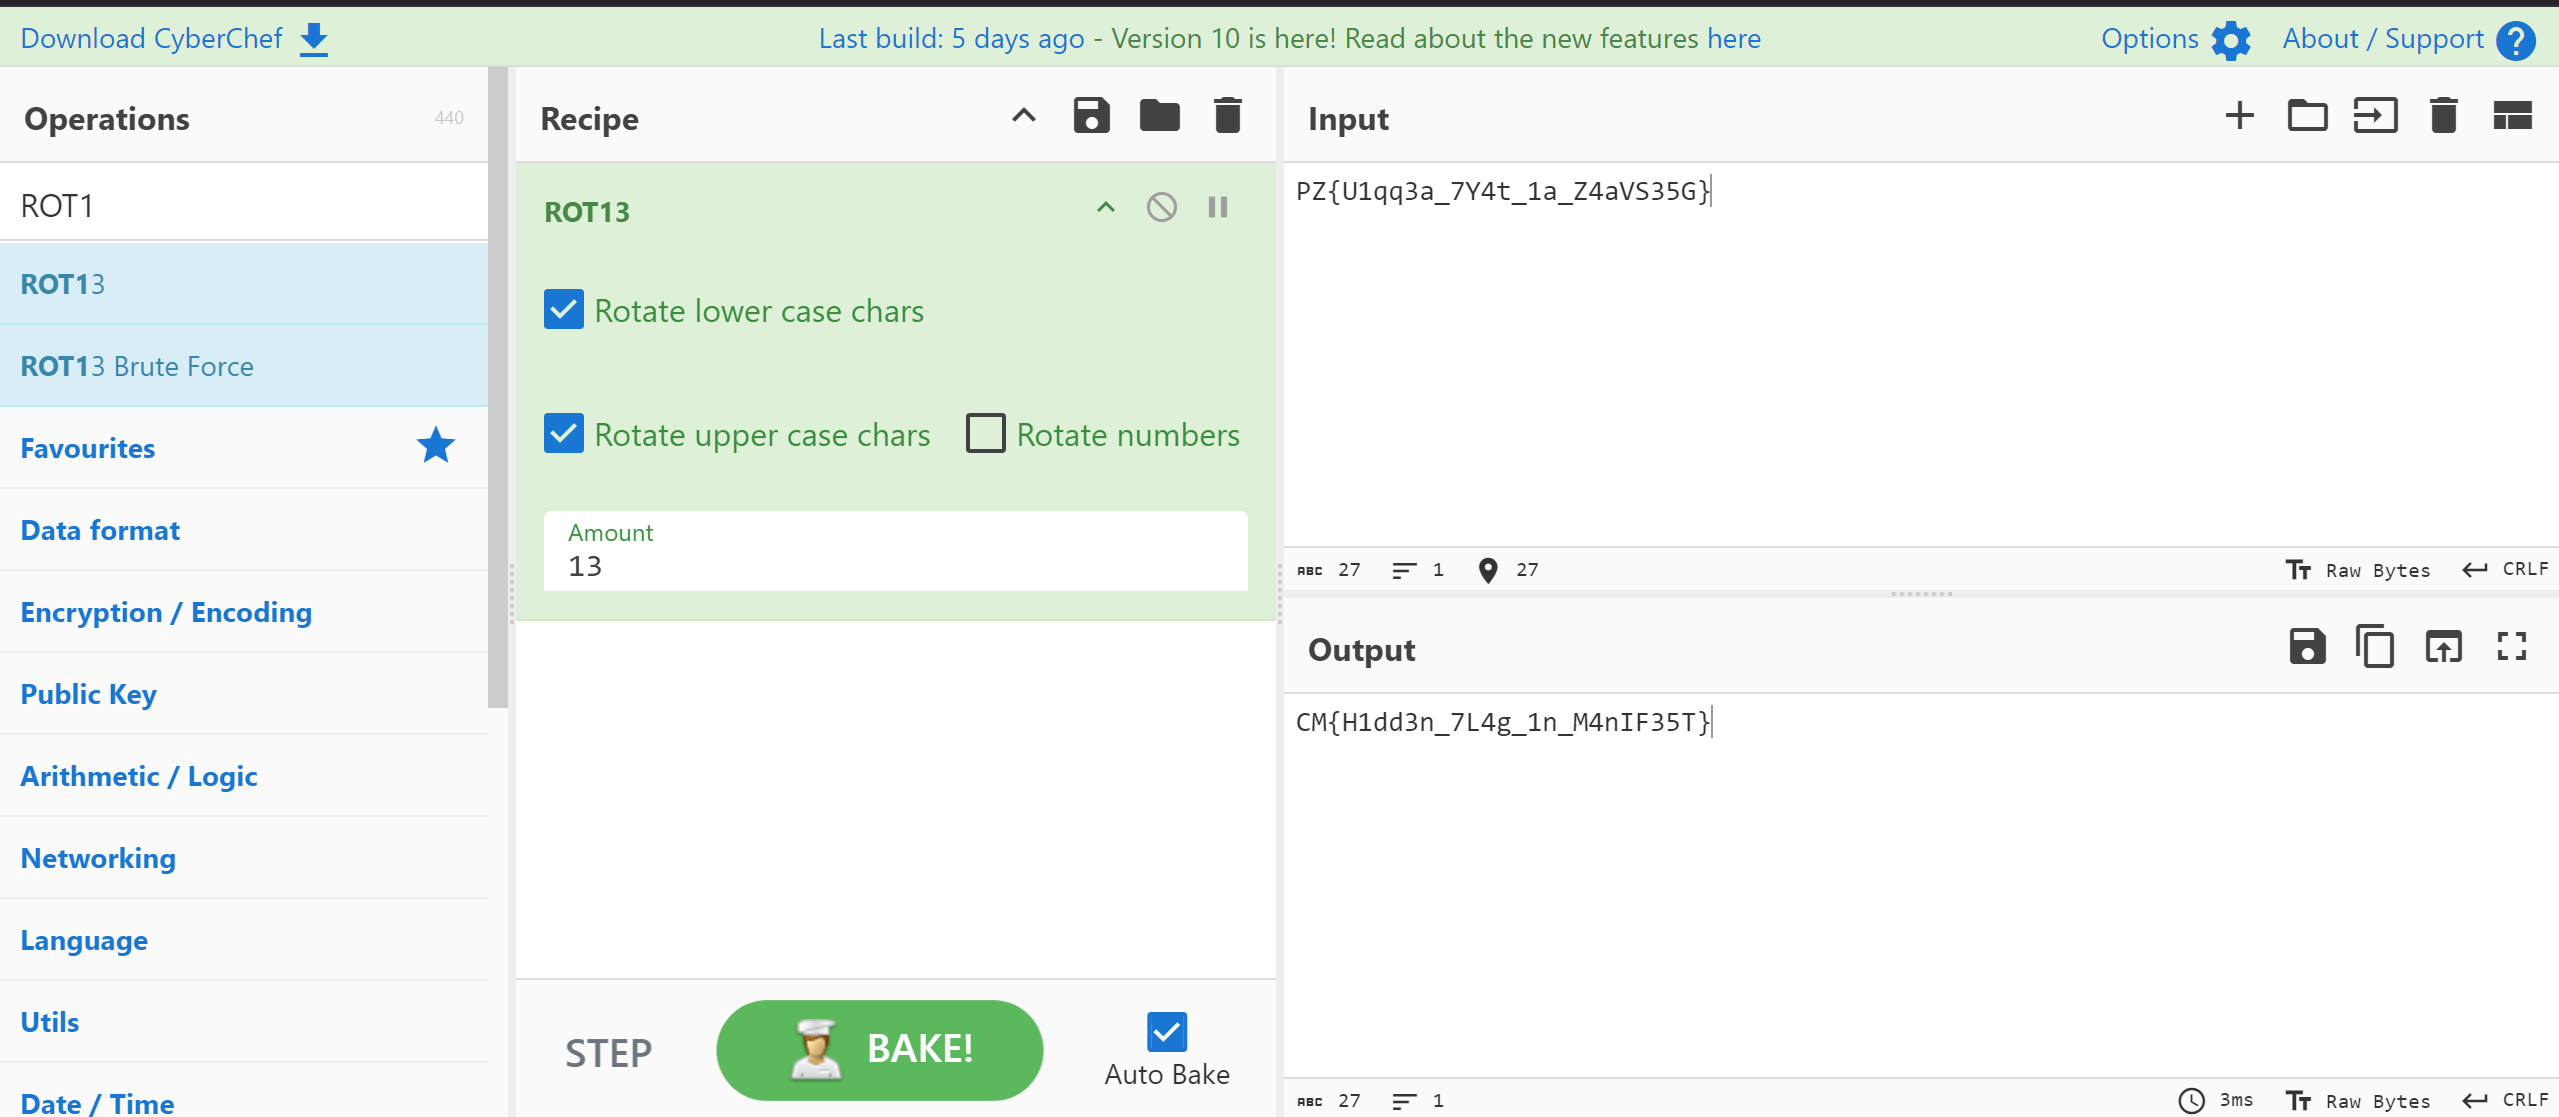 Download CyberChef
Last build: 5 days ago - Version 10 is here! Read about the new features here
Options
About / Support
Operations
440
ROT1
ROT13
ROT13 Brute Force
Favourites
Data format
Encryption / Encoding
Public Key
Arithmetic / Logic
Networking
Language
Utils
Date / Time
Recipe
ROT13
Rotate lower case chars
Rotate upper case chars
Rotate numbers
Amount
13
STEP
BAKE!
Auto Bake
Input
PZ{U1qq3a_7Y4t_1a_Z4aVS35G}
ABC 27 1 27
Tт Raw Bytes CRLF
Output
CM{H1dd3n_7L4g_1n_M4nIF35T}
ABC 27 1
3ms Tт Raw Bytes CRLF